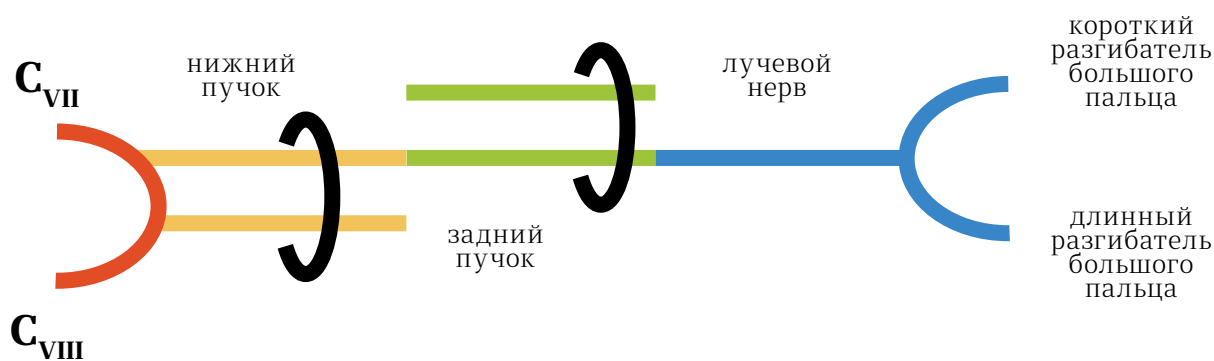 C VII
нижний
пучок
лучевой
нерв
короткий
разгибатель
большого
пальца
задний
пучок
длинный
разгибатель
большого
пальца
C VIII